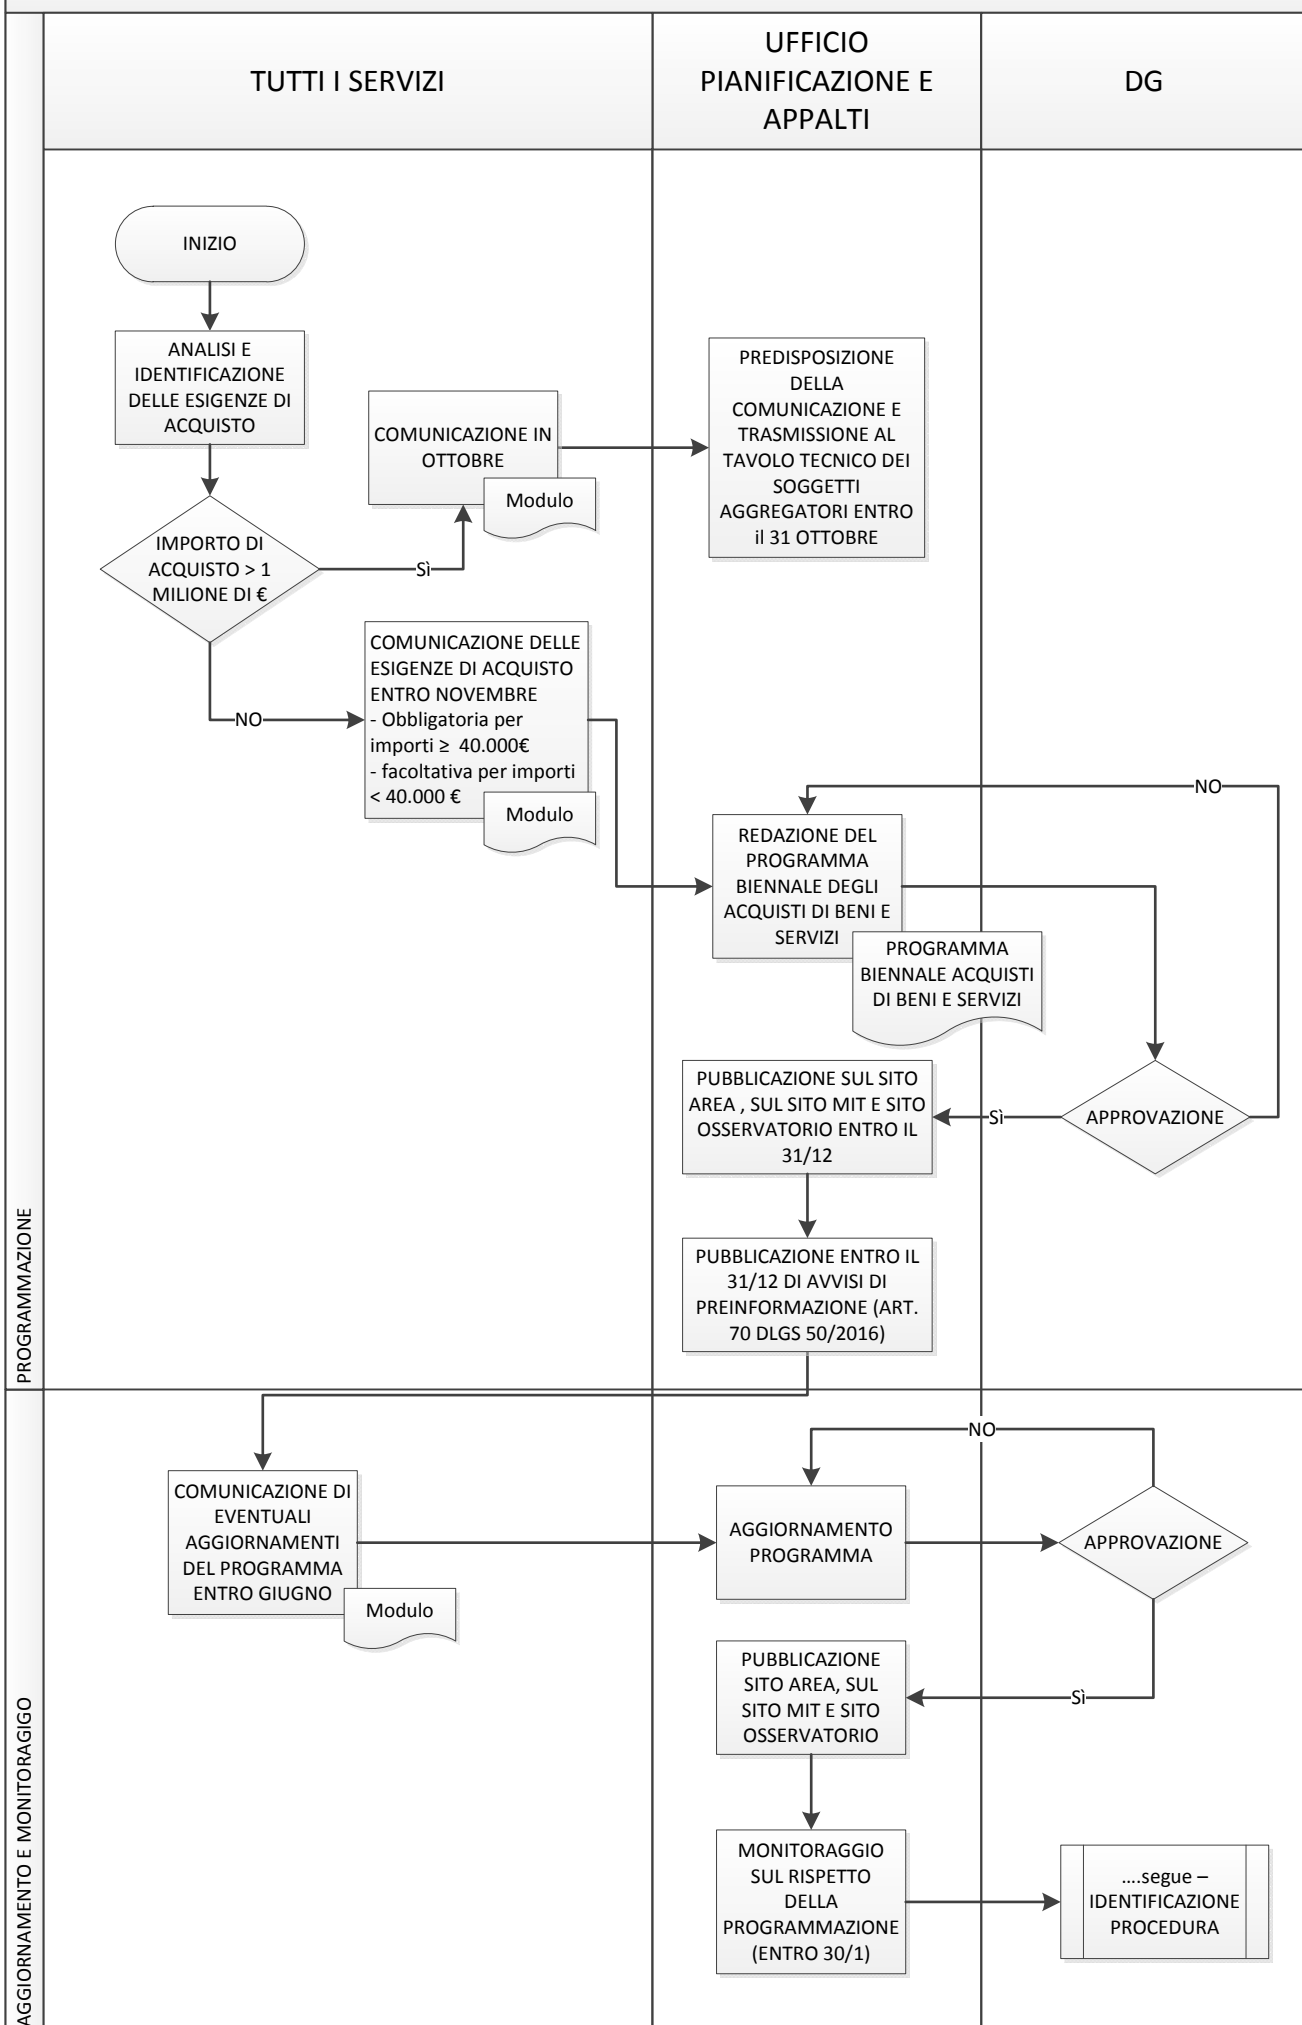 TUTTI I SERVIZI
UFFICIO
PIANIFICAZIONE E
APPALTI
DG
INIZIO
ANALISI E
IDENTIFICAZIONE
DELLE ESIGENZE DI
ACQUISTO
IMPORTO DI
ACQUISTO > 1
MILIONE DI €
Sì
COMUNICAZIONE IN
OTTOBRE
Modulo
PREDISPOSIZIONE
DELLA
COMUNICAZIONE E
TRASMISSIONE AL
TAVOLO TECNICO DEI
SOGGETTI
AGGREGATORI ENTRO
il 31 OTTOBRE
NO
COMUNICAZIONE DELLE
ESIGENZE DI ACQUISTO
ENTRO NOVEMBRE
- Obbligatoria per
importi ≥ 40.000€
- facoltativa per importi
< 40.000 €
Modulo
NO
REDAZIONE DEL
PROGRAMMA
BIENNALE DEGLI
ACQUISTI DI BENI E
SERVIZI
PROGRAMMA
BIENNALE ACQUISTI
DI BENI E SERVIZI
APPROVAZIONE
Sì
PUBBLICAZIONE SUL SITO
AREA , SUL SITO MIT E SITO
OSSERVATORIO ENTRO IL
31/12
PUBBLICAZIONE ENTRO IL
31/12 DI AVVISI DI
PREINFORMAZIONE (ART.
70 DLGS 50/2016)
PROGRAMMAZIONE
COMUNICAZIONE DI
EVENTUALI
AGGIORNAMENTI
DEL PROGRAMMA
ENTRO GIUGNO
Modulo
NO
AGGIORNAMENTO
PROGRAMMA
APPROVAZIONE
Sì
PUBBLICAZIONE
SITO AREA, SUL
SITO MIT E SITO
OSSERVATORIO
MONITORAGGIO
SUL RISPETTO
DELLA
PROGRAMMAZIONE
(ENTRO 30/1)
....segue –
IDENTIFICAZIONE
PROCEDURA
AGGIORNAMENTO E MONITORAGIGO